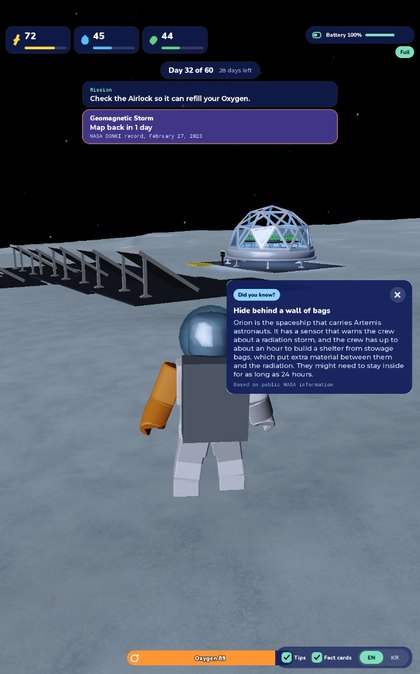 72
45
44
Battery 100%
Full
Day 32 of 60 28 days left
Mission
Check the Airlock so it can refill your Oxygen.
Geomagnetic Storm
Map back in 1 day
NASA DONKI record, February 27, 2023
Did you know?
Hide behind a wall of bags
Orion is the spaceship that carries Artemis
astronauts. It has a sensor that warns the crew
about a radiation storm, and the crew has up to
about an hour to build a shelter from stowage
bags, which put extra material between them
and the radiation. They might need to stay inside
for as long as 24 hours.
Based on public NASA information
Oxygen 89
Tips
Fact cards
EN
KR